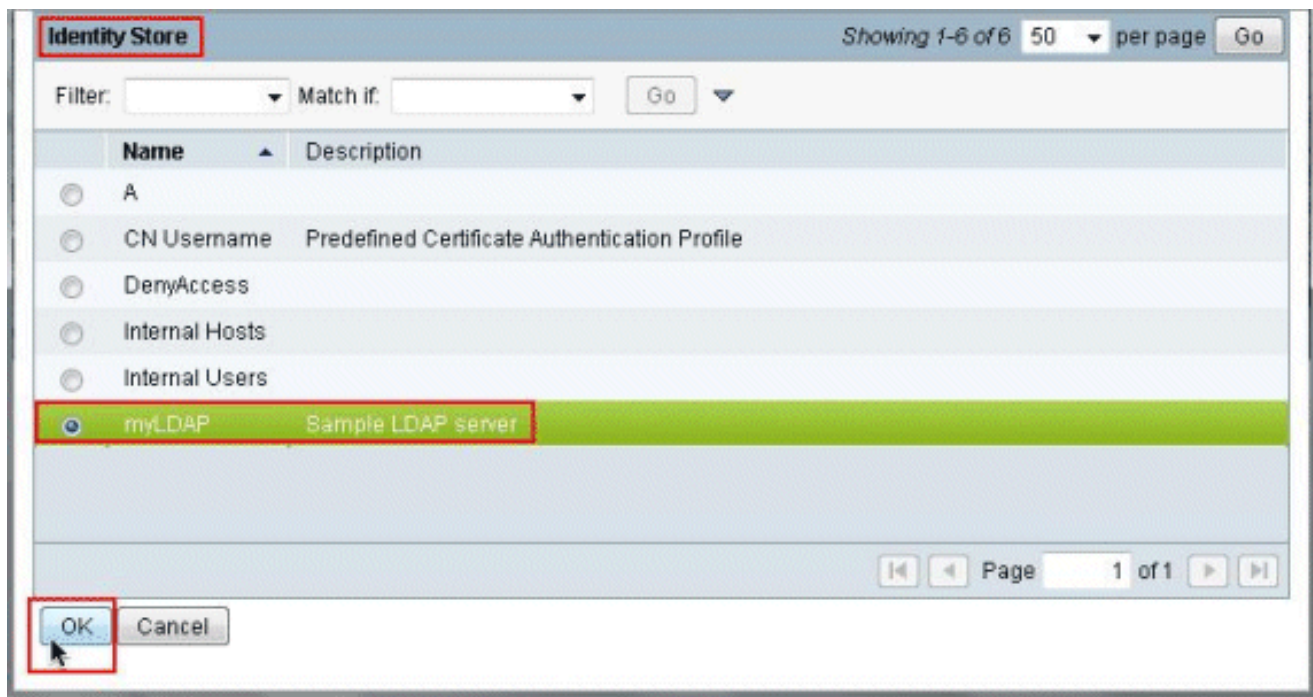 Identity Store Showing 1-6 of 6 50 per page Go
Filter: Match if: Go
Name Description
A
CN Username Predefined Certificate Authentication Profile
DenyAccess
Internal Hosts
Internal Users
myLDAP Sample LDAP server
Page 1 of 1
OK Cancel